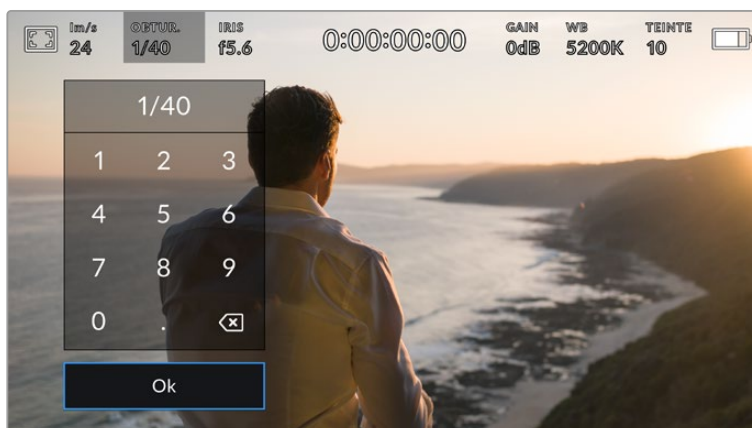 Im/s OBTUR. IRIS 0:00:00:00 GAIN WB TEINTE
24 1/40 f5.6 0dB 5200K 10
1/40
1 2 3
4 5 6
7 8 9
0 .
Ok